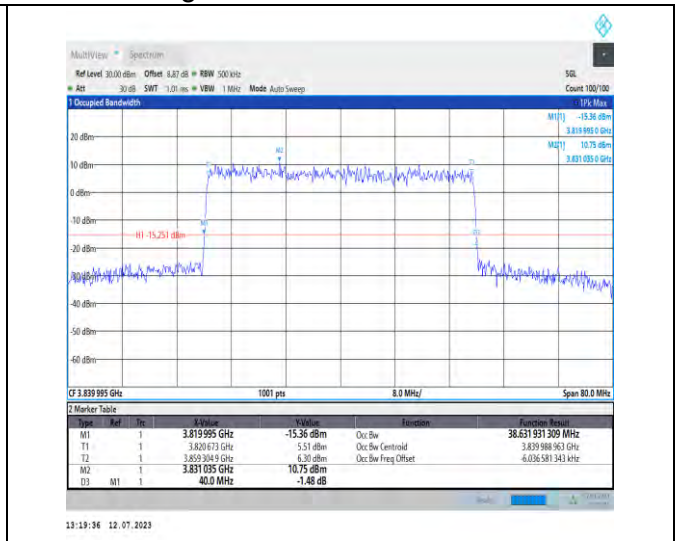 MultiView Spectrum
Ref Level 30.00 dBm Offset 8.87 dB RBW 500 kHz SGL
Att 30 dB SWT 1.01 ms VBW 1 MHz Mode Auto Sweep Count 100/100
1 Occupied Bandwidth 1Pk Max
M1[1] -15.36 dBm
3.819 995 0 GHz
M2[1] 10.75 dBm
3.831 035 0 GHz
20 dBm
M2
10 dBm
0 dBm
-10 dBm
H1 -15.251 dBm
-20 dBm
-30 dBm
-40 dBm
-50 dBm
-60 dBm
CF 3.839 995 GHz 1001 pts 8.0 MHz/ Span 80.0 MHz
2 Marker Table
Type Ref Trc X-Value Y-Value Function Function Result
M1 1 3.819995 GHz -15.36 dBm Occ Bw 38.631 931 309 MHz
T1 1 3.820673 GHz 5.51 dBm Occ Bw Centroid 3.839 988 963 GHz
T2 1 3.859304 9 GHz 6.30 dBm Occ Bw Freq Offset -6.036 581 343 kHz
M2 1 3.831035 GHz 10.75 dBm
D3 M1 1 40.0 MHz -1.48 dB
13:19:36 12.07.2023